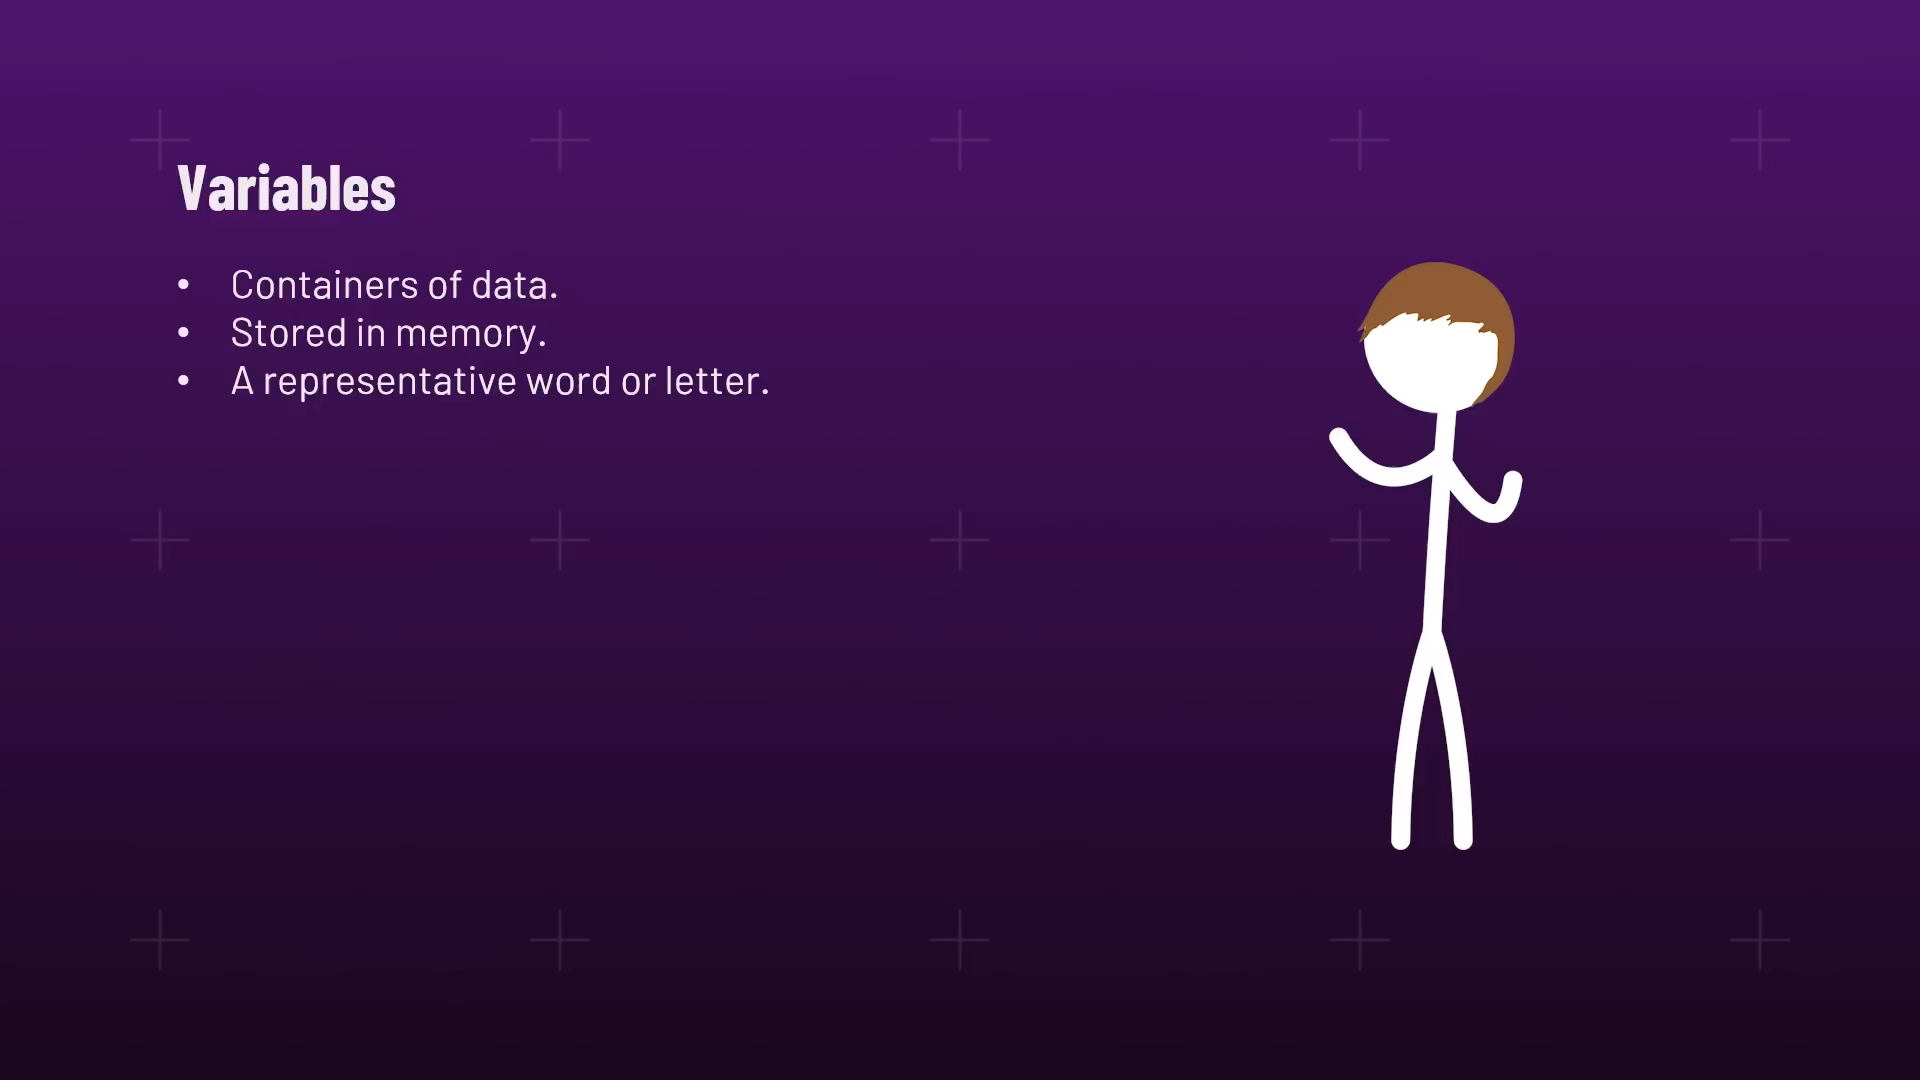 Variables
• Containers of data.
• Stored in memory.
• A representative word or letter.